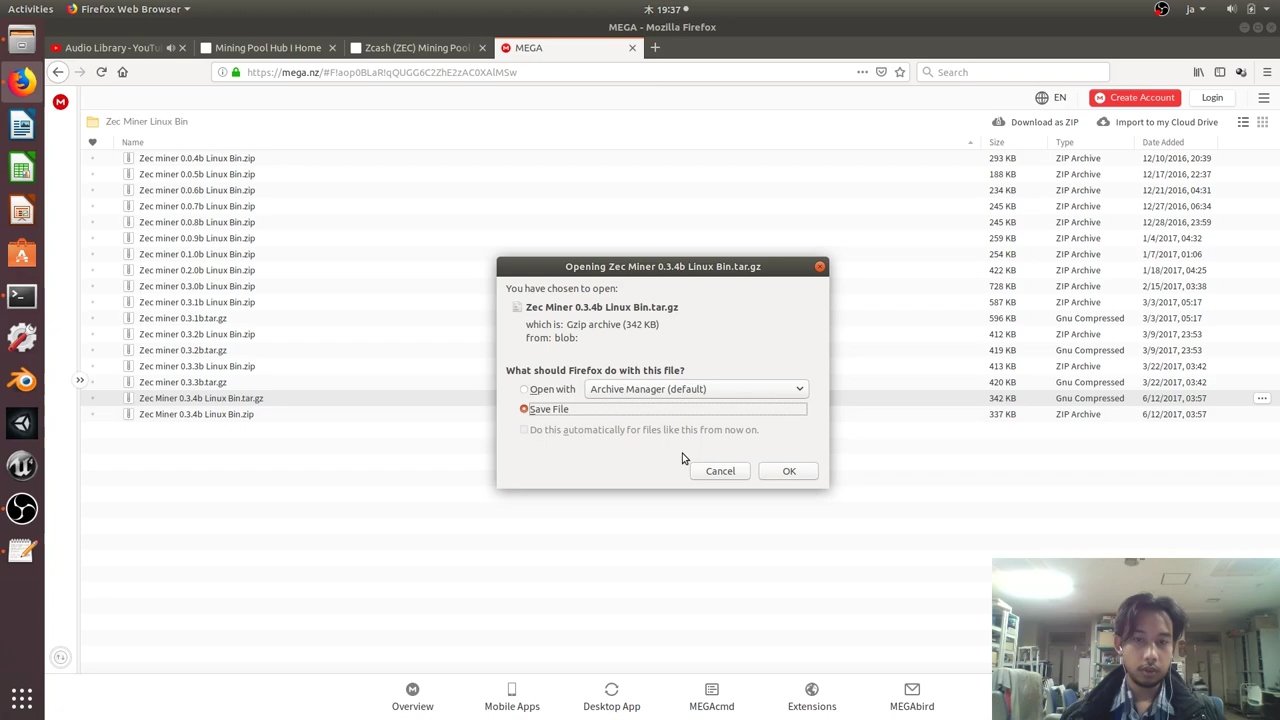 Activities Firefox Web Browser 木 19:37 ja
MEGA - Mozilla Firefox
Audio Library - YouTu Mining Pool Hub I Home Zcash (ZEC) Mining Pool MEGA
https://mega.nz/#F!aop0BLaR!qQUGG6C2ZhE2zAC0XAlMSw Search
EN Create Account Login
Zec Miner Linux Bin Download as ZIP Import to my Cloud Drive
Name Size Type Date Added
Zec miner 0.0.4b Linux Bin.zip 293 KB ZIP Archive 12/10/2016, 20:39
Zec miner 0.0.5b Linux Bin.zip 188 KB ZIP Archive 12/17/2016, 22:37
Zec miner 0.0.6b Linux Bin.zip 234 KB ZIP Archive 12/21/2016, 04:31
Zec miner 0.0.7b Linux Bin.zip 245 KB ZIP Archive 12/27/2016, 06:34
Zec miner 0.0.8b Linux Bin.zip 245 KB ZIP Archive 12/28/2016, 23:59
Zec miner 0.0.9b Linux Bin.zip 259 KB ZIP Archive 1/4/2017, 04:32
Zec miner 0.1.0b Linux Bin.zip 254 KB ZIP Archive 1/7/2017, 01:06
Zec miner 0.2.0b Linux Bin.zip 422 KB ZIP Archive 1/18/2017, 04:25
Zec miner 0.3.0b Linux Bin.zip 728 KB ZIP Archive 2/15/2017, 03:38
Zec miner 0.3.1b Linux Bin.zip 587 KB ZIP Archive 3/3/2017, 05:17
Zec miner 0.3.1b.tar.gz 596 KB Gnu Compressed 3/3/2017, 05:17
Zec miner 0.3.2b Linux Bin.zip 412 KB ZIP Archive 3/9/2017, 23:53
Zec miner 0.3.2b.tar.gz 419 KB Gnu Compressed 3/9/2017, 23:53
Zec miner 0.3.3b Linux Bin.zip 413 KB ZIP Archive 3/22/2017, 03:42
Zec miner 0.3.3b.tar.gz 420 KB Gnu Compressed 3/22/2017, 03:42
Zec Miner 0.3.4b Linux Bin.tar.gz 342 KB Gnu Compressed 6/12/2017, 03:57
Zec miner 0.3.4b Linux Bin.zip 337 KB ZIP Archive 6/12/2017, 03:57
Opening Zec Miner 0.3.4b Linux Bin.tar.gz
You have chosen to open:
Zec Miner 0.3.4b Linux Bin.tar.gz
which is: Gzip archive (342 KB)
from: blob:
What should Firefox do with this file?
Open with Archive Manager (default)
Save File
Do this automatically for files like this from now on.
Cancel OK
Overview Mobile Apps Desktop App MEGAcmd Extensions MEGAbird